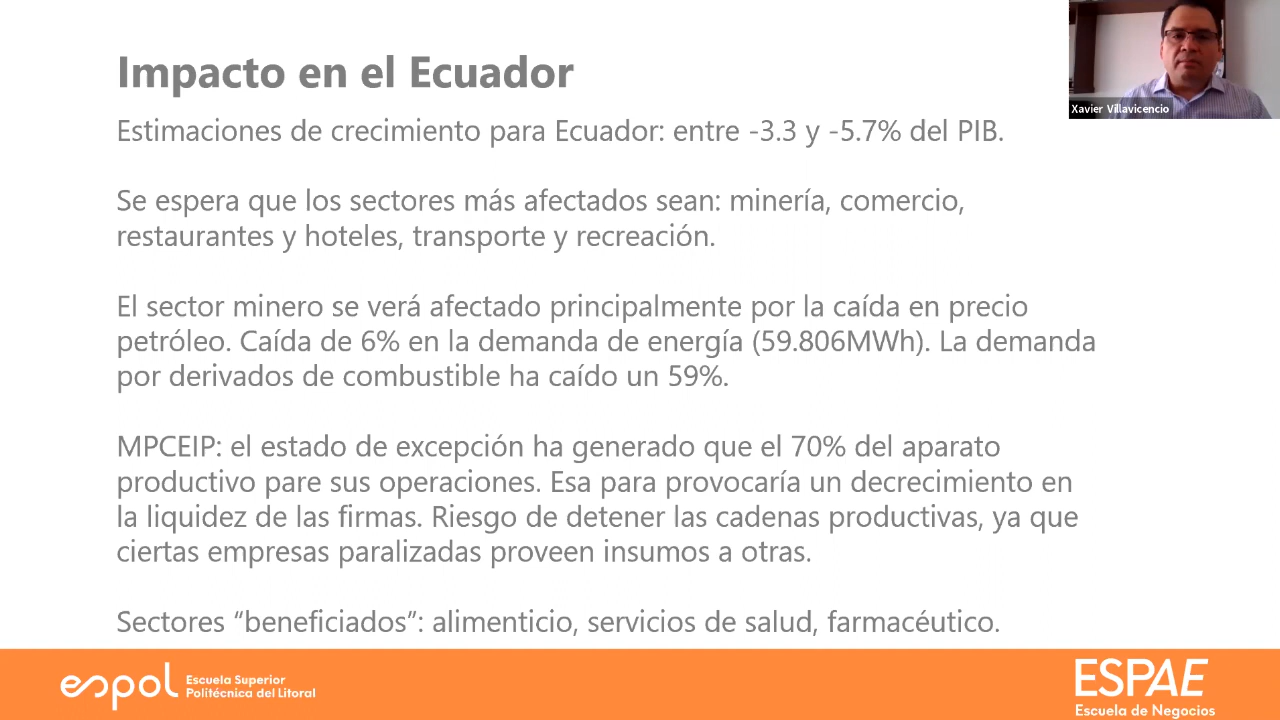 Impacto en el Ecuador
Xavier Villavicencio
Estimaciones de crecimiento para Ecuador: entre -3.3 y -5.7% del PIB.
Se espera que los sectores más afectados sean: minería, comercio,
restaurantes y hoteles, transporte y recreación.
El sector minero se verá afectado principalmente por la caída en precio
petróleo. Caída de 6% en la demanda de energía (59.806MWh). La demanda
por derivados de combustible ha caído un 59%.
MPCEIP: el estado de excepción ha generado que el 70% del aparato
productivo pare sus operaciones. Esa para provocaría un decrecimiento en
la liquidez de las firmas. Riesgo de detener las cadenas productivas, ya que
ciertas empresas paralizadas proveen insumos a otras.
Sectores “beneficiados”: alimenticio, servicios de salud, farmacéutico.
espol
Escuela Superior
Politécnica del Litoral
ESPAE
Escuela de Negocios